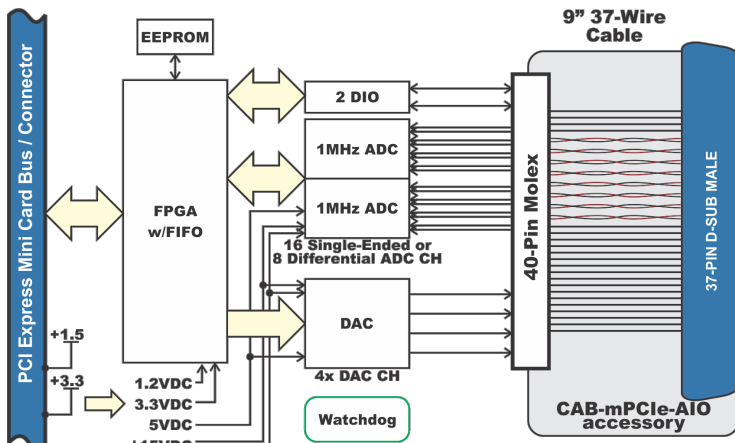 PCI Express Mini Card Bus / Connector
EEPROM
FPGA
w/FIFO
2 DIO
1MHz ADC
1MHz ADC
16 Single-Ended or
8 Differential ADC CH
DAC
4x DAC CH
Watchdog
+1.5
+3.3
1.2VDC
3.3VDC
5VDC
40-Pin Molex
9” 37-Wire
Cable
37-PIN D-SUB MALE
CAB-mPCIe-AIO
accessory